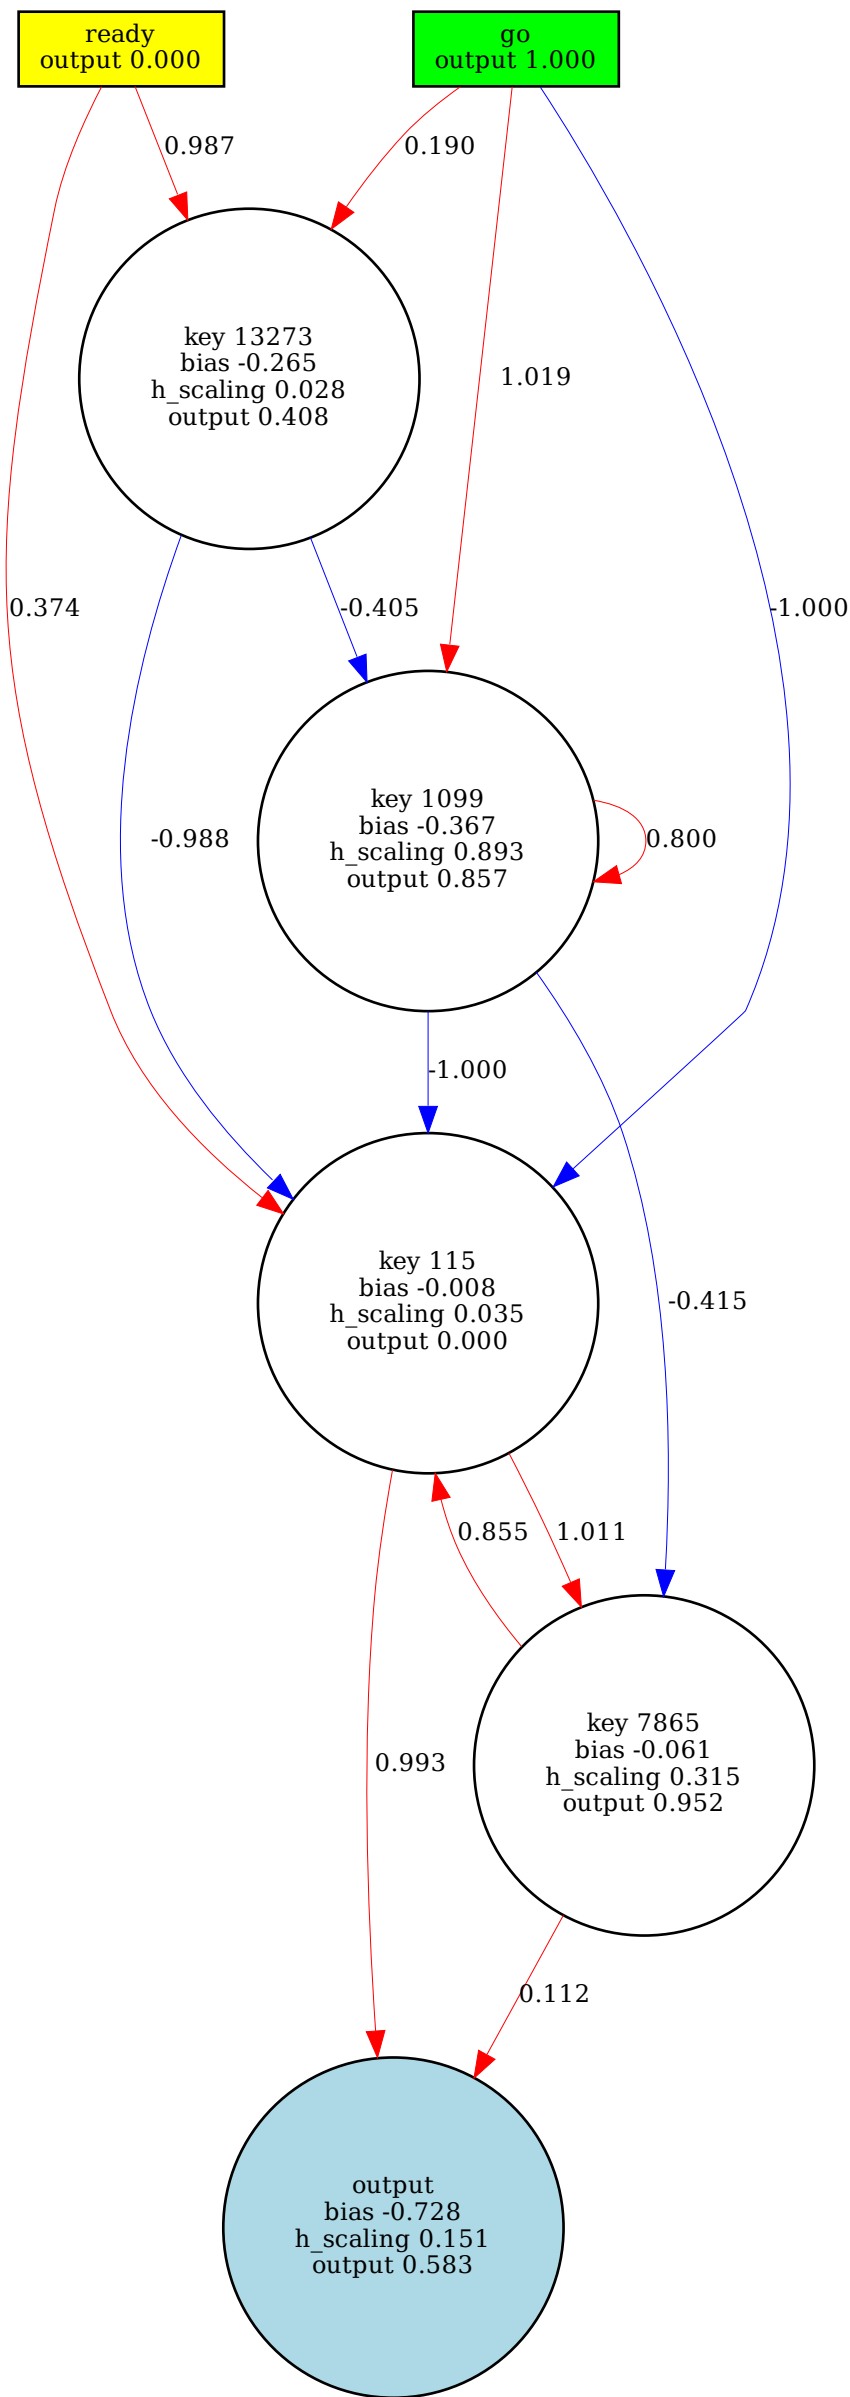 ready
output 0.000
go
output 1.000
0.987
0.190
key 13273
bias -0.265
h_scaling 0.028
output 0.408
1.019
0.374
-0.405
-1.000
key 1099
bias -0.367
h_scaling 0.893
output 0.857
-0.988
0.800
-1.000
key 115
bias -0.008
h_scaling 0.035
output 0.000
-0.415
0.855
1.011
key 7865
bias -0.061
h_scaling 0.315
output 0.952
0.993
0.112
output
bias -0.728
h_scaling 0.151
output 0.583